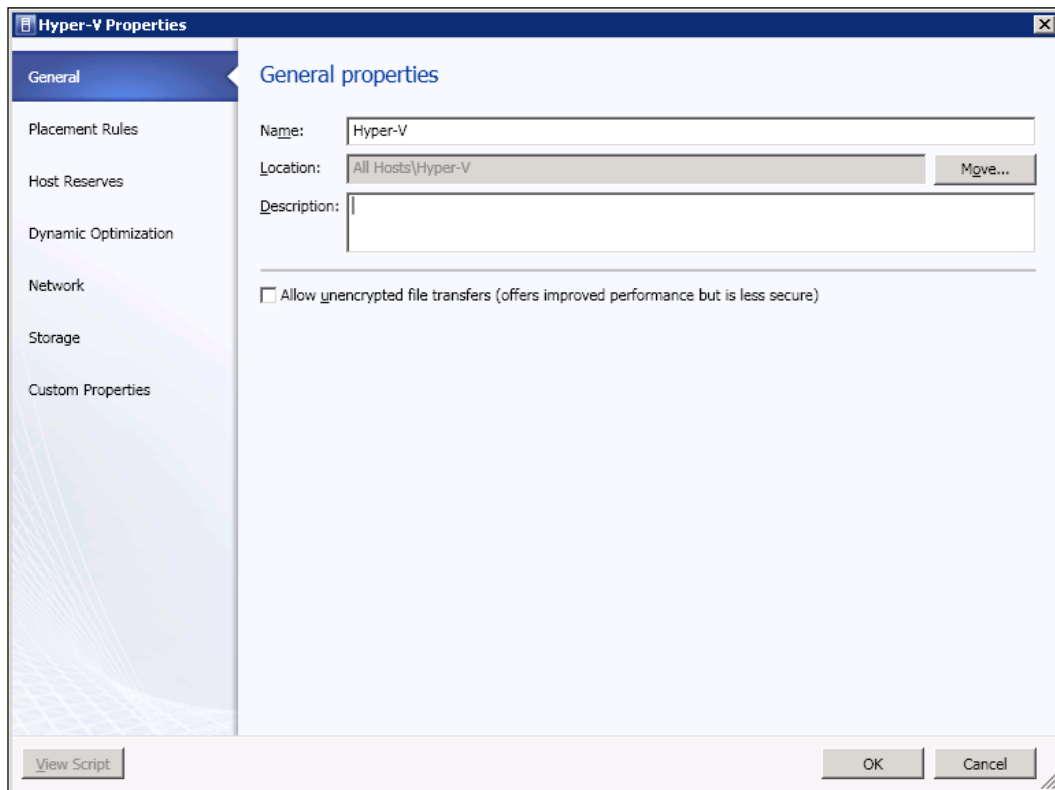 Hyper-V Properties
General
Placement Rules
Host Reserves
Dynamic Optimization
Network
Storage
Custom Properties
General properties
Name: Hyper-V
Location: All Hosts\Hyper-V Move...
Description:
Allow unencrypted file transfers (offers improved performance but is less secure)
View Script OK Cancel